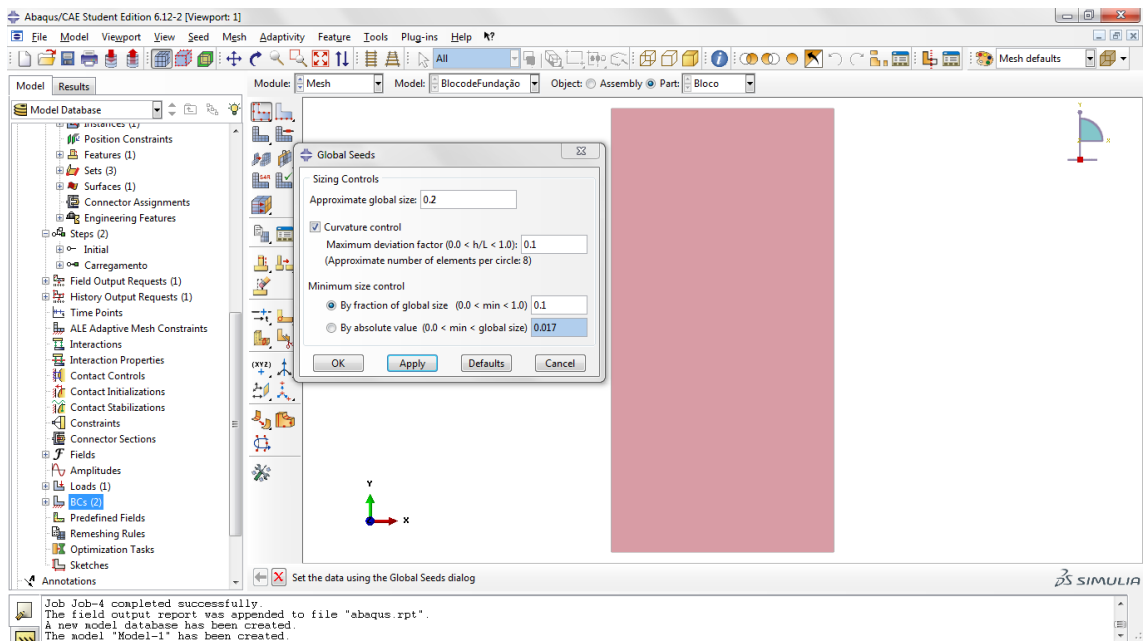 Abaqus/CAE Student Edition 6.12-2 [Viewport: 1]
File Model Viewport View Seed Mesh Adaptivity Feature Tools Plug-ins Help
All
Mesh defaults
Model Results
Module: Mesh Model: BlocodeFundação Object: Assembly Part: Bloco
Model Database
Instances (1)
Position Constraints
Features (1)
Sets (3)
Surfaces (1)
Connector Assignments
Engineering Features
Steps (2)
Initial
Carregamento
Field Output Requests (1)
History Output Requests (1)
Time Points
ALE Adaptive Mesh Constraints
Interactions
Interaction Properties
Contact Controls
Contact Initializations
Contact Stabilizations
Constraints
Connector Sections
Fields
Amplitudes
Loads (1)
BCs (2)
Predefined Fields
Remeshing Rules
Optimization Tasks
Sketches
Annotations
Global Seeds
Sizing Controls
Approximate global size: 0.2
Curvature control
Maximum deviation factor (0.0 < h/L < 1.0): 0.1
(Approximate number of elements per circle: 8)
Minimum size control
By fraction of global size (0.0 < min < 1.0) 0.1
By absolute value (0.0 < min < global size) 0.017
OK Apply Defaults Cancel
(XYZ)
Y
X
Y
X
Set the data using the Global Seeds dialog
SIMULIA
Job Job-4 completed successfully.
The field output report was appended to file "abaqus.rpt".
A new model database has been created.
The model "Model-1" has been created.